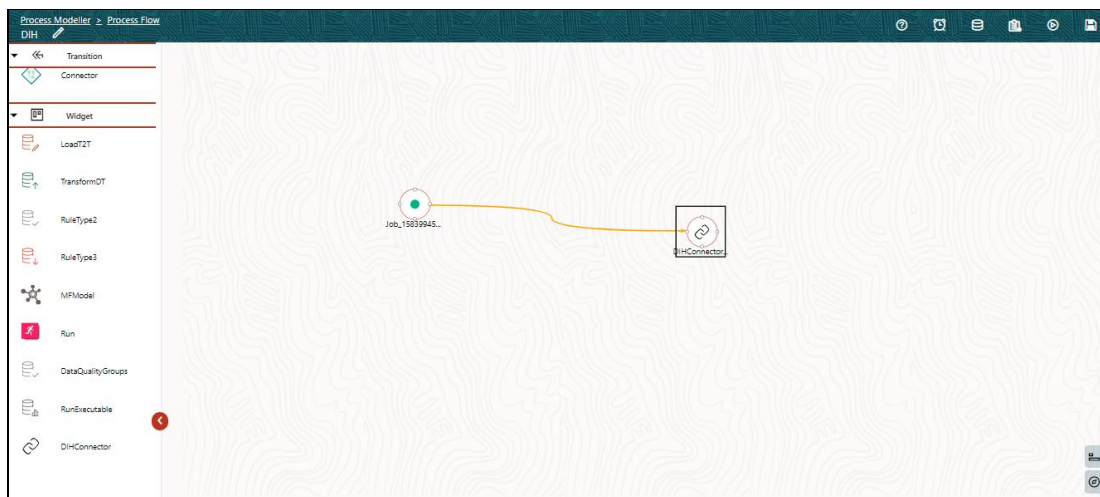 Process Modeller > Process Flow
DIH
Transition
Connector
Widget
LoadT2T
TransformDT
RuleType2
RuleType3
MFModel
Run
DataQualityGroups
RunExecutable
DIHConnector
Job_15839945...
DIHConnector...